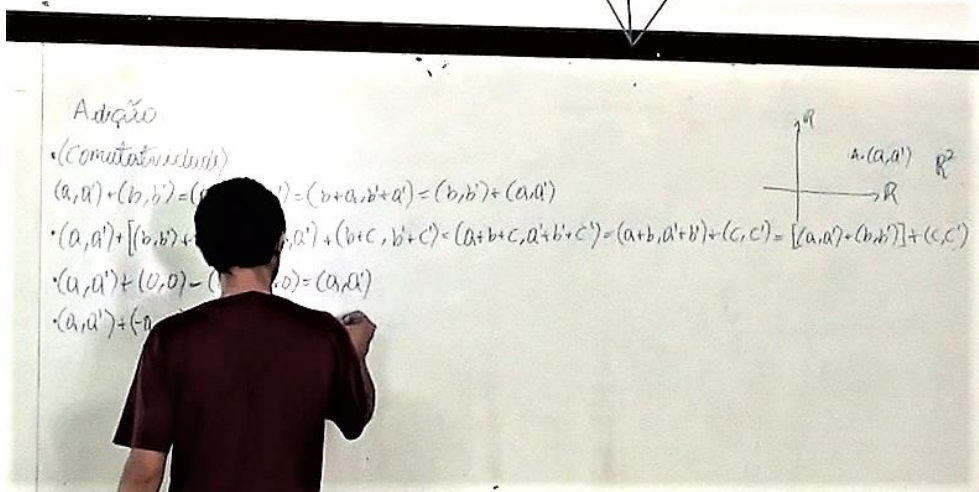 Adição
•(Comutatividade)
(a,a')+(b,b')=( ')=(b+a,b'+a')=(b,b')+(a,a')
•(a,a')+[(b,b')+ ,a')+(b+c,b'+c')=(a+b+c,a'+b'+c')=(a+b,a'+b')+(c,c')=[(a,a')+(b,b')]+(c,c')
•(a,a')+(0,0)=( .0)=(a,a')
•(a,a')+(-a
R
A.(a,a') R²
R